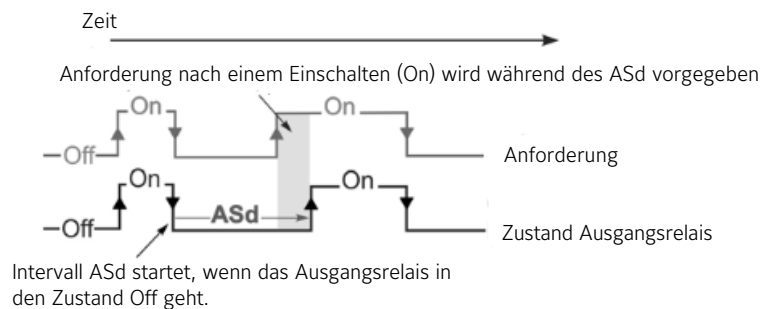 Zeit
Anforderung nach einem Einschalten (On) wird während des ASd vorgegeben
On
On
Off
Anforderung
On
On
ASd
Off
Zustand Ausgangsrelais
Intervall ASd startet, wenn das Ausgangsrelais in
den Zustand Off geht.